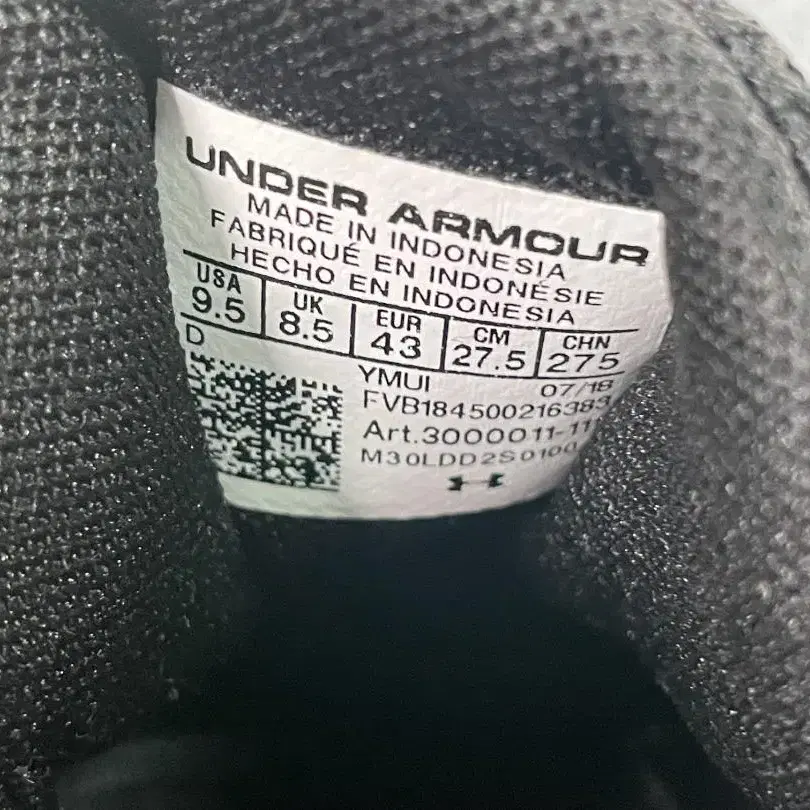 UNDER ARMOUR
MADE IN INDONESIA
FABRIQUÉ EN INDONÉSIE
HECHO EN INDONESIA
USA UK EUR CM CHN
9.5 8.5 43 27.5 275
D
YMUI 07/18
FVB184500216383
Art.3000011-11
M30LDD2S0100